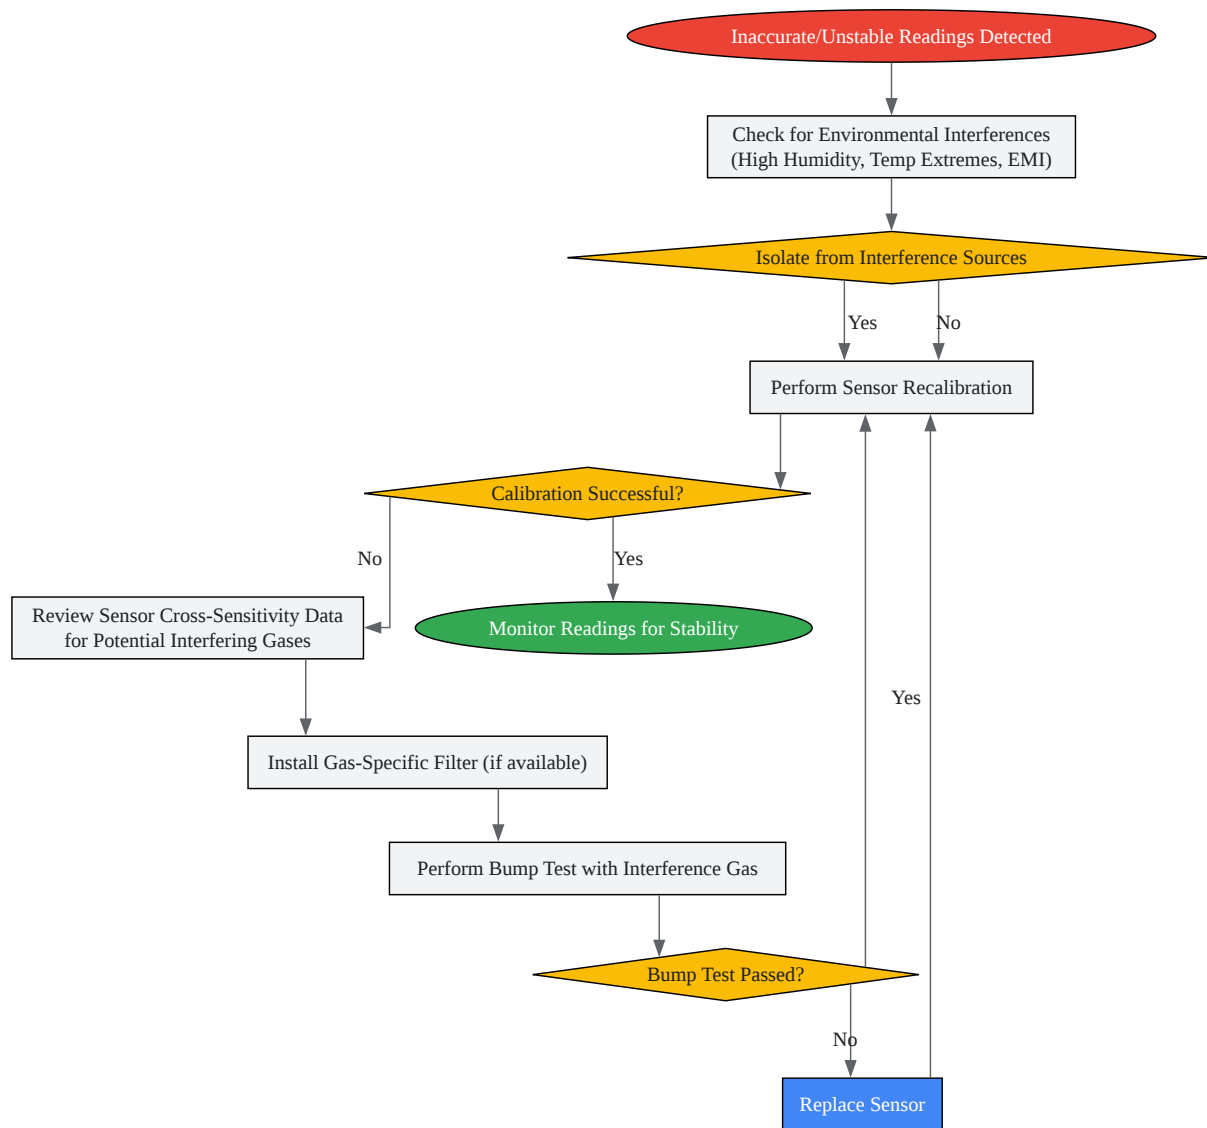 Inaccurate/Unstable Readings Detected
Check for Environmental Interferences
(High Humidity, Temp Extremes, EMI)
Isolate from Interference Sources
Yes
No
Perform Sensor Recalibration
Calibration Successful?
No
Yes
Review Sensor Cross-Sensitivity Data
for Potential Interfering Gases
Monitor Readings for Stability
Yes
Install Gas-Specific Filter (if available)
Perform Bump Test with Interference Gas
Bump Test Passed?
No
Replace Sensor